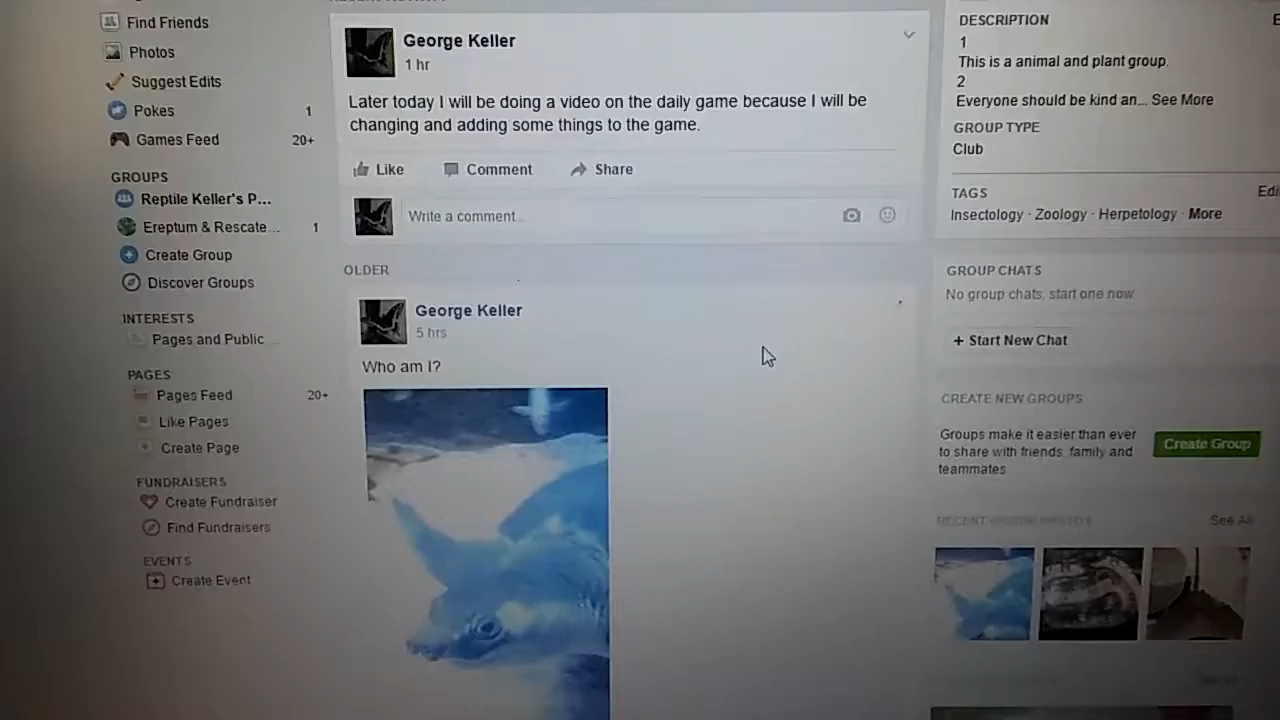 Find Friends
Photos
Suggest Edits
Pokes 1
Games Feed 20+
GROUPS
Reptile Keller's P...
Ereptum & Rescate... 1
Create Group
Discover Groups
INTERESTS
Pages and Public
PAGES
Pages Feed 20+
Like Pages
Create Page
FUNDRAISERS
Create Fundraiser
Find Fundraisers
EVENTS
Create Event
George Keller
1 hr
Later today I will be doing a video on the daily game because I will be
changing and adding some things to the game.
Like Comment Share
Write a comment
OLDER
George Keller
5 hrs
Who am I?
DESCRIPTION
1
This is a animal and plant group.
2
Everyone should be kind an... See More
GROUP TYPE
Club
TAGS
Insectology · Zoology · Herpetology · More
GROUP CHATS
No group chats, start one now.
+ Start New Chat
CREATE NEW GROUPS
Groups make it easier than ever
to share with friends, family and
teammates.
Create Group
RECENT GROUP PHOTOS See All